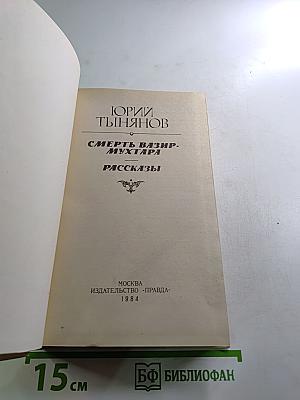 ЮРИЙ
ТЫНЯНОВ
СМЕРТЬ ВАЗИР-
МУХТАРА
РАССКАЗЫ
МОСКВА
ИЗДАТЕЛЬСТВО «ПРАВДА»
1984
15 см
БФ БИБЛИОФАН